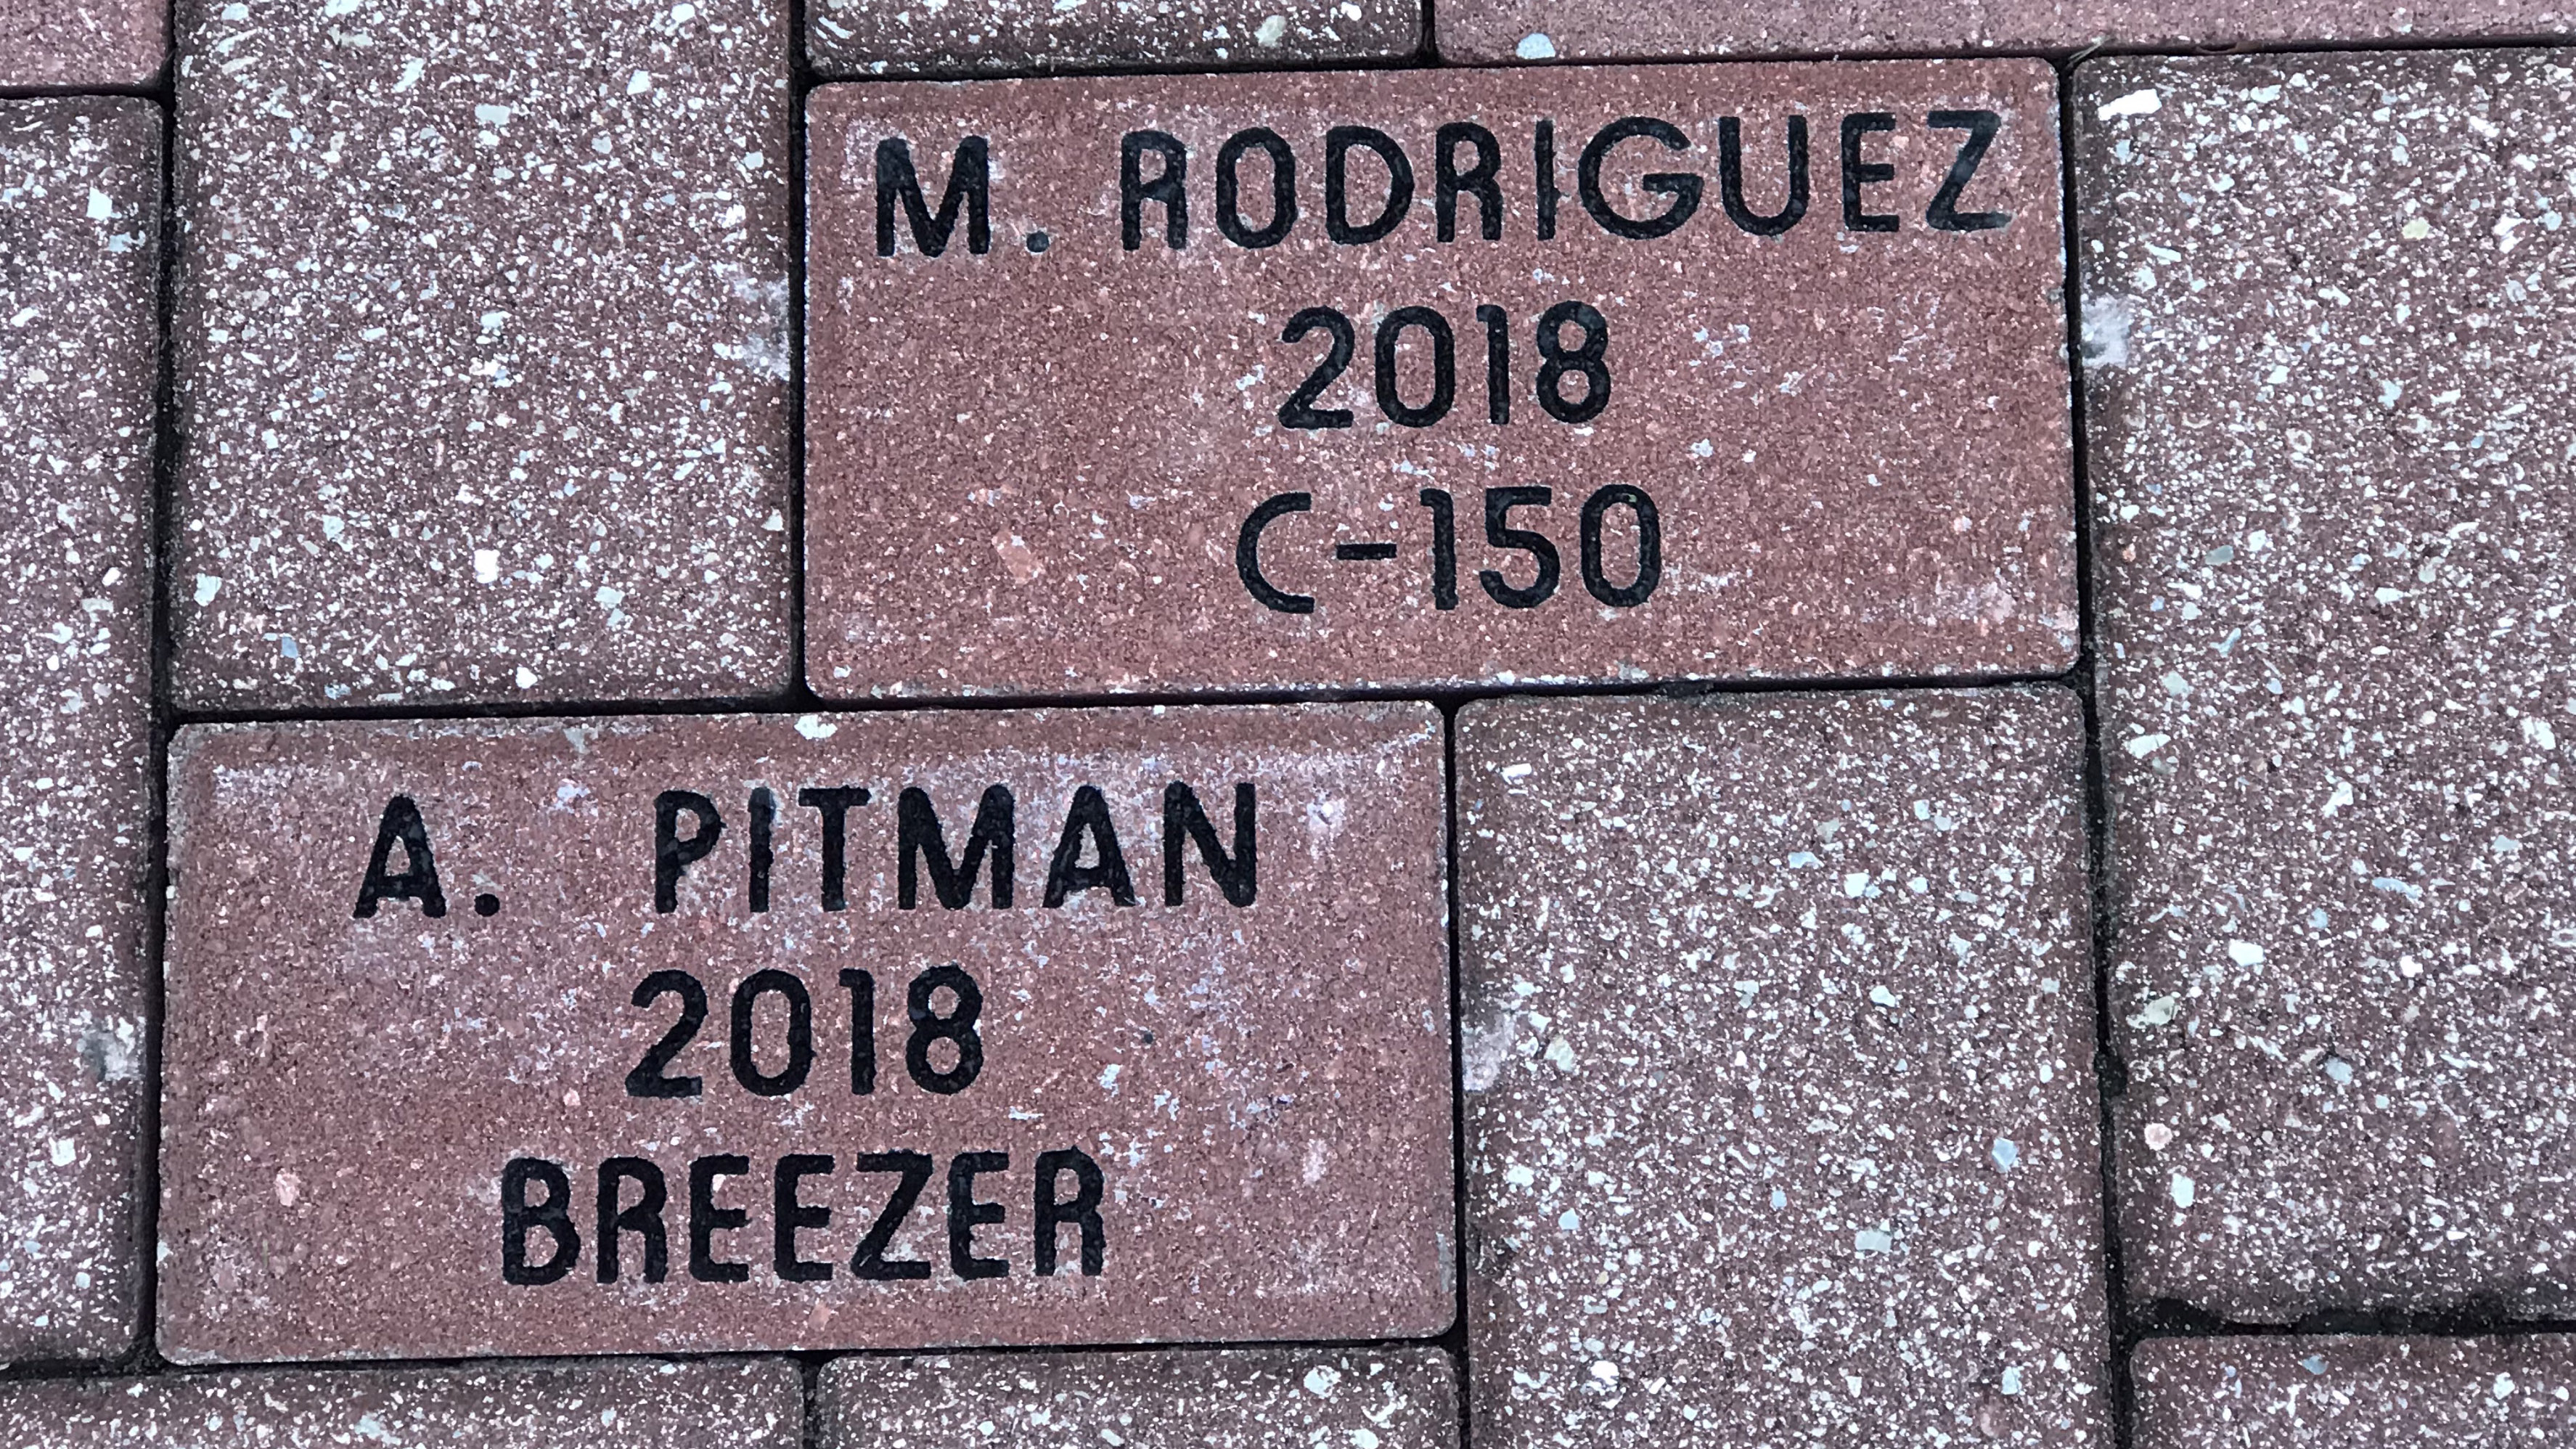 M. RODRIGUEZ
2018
C-150
A. PITMAN
2018
BREEZER